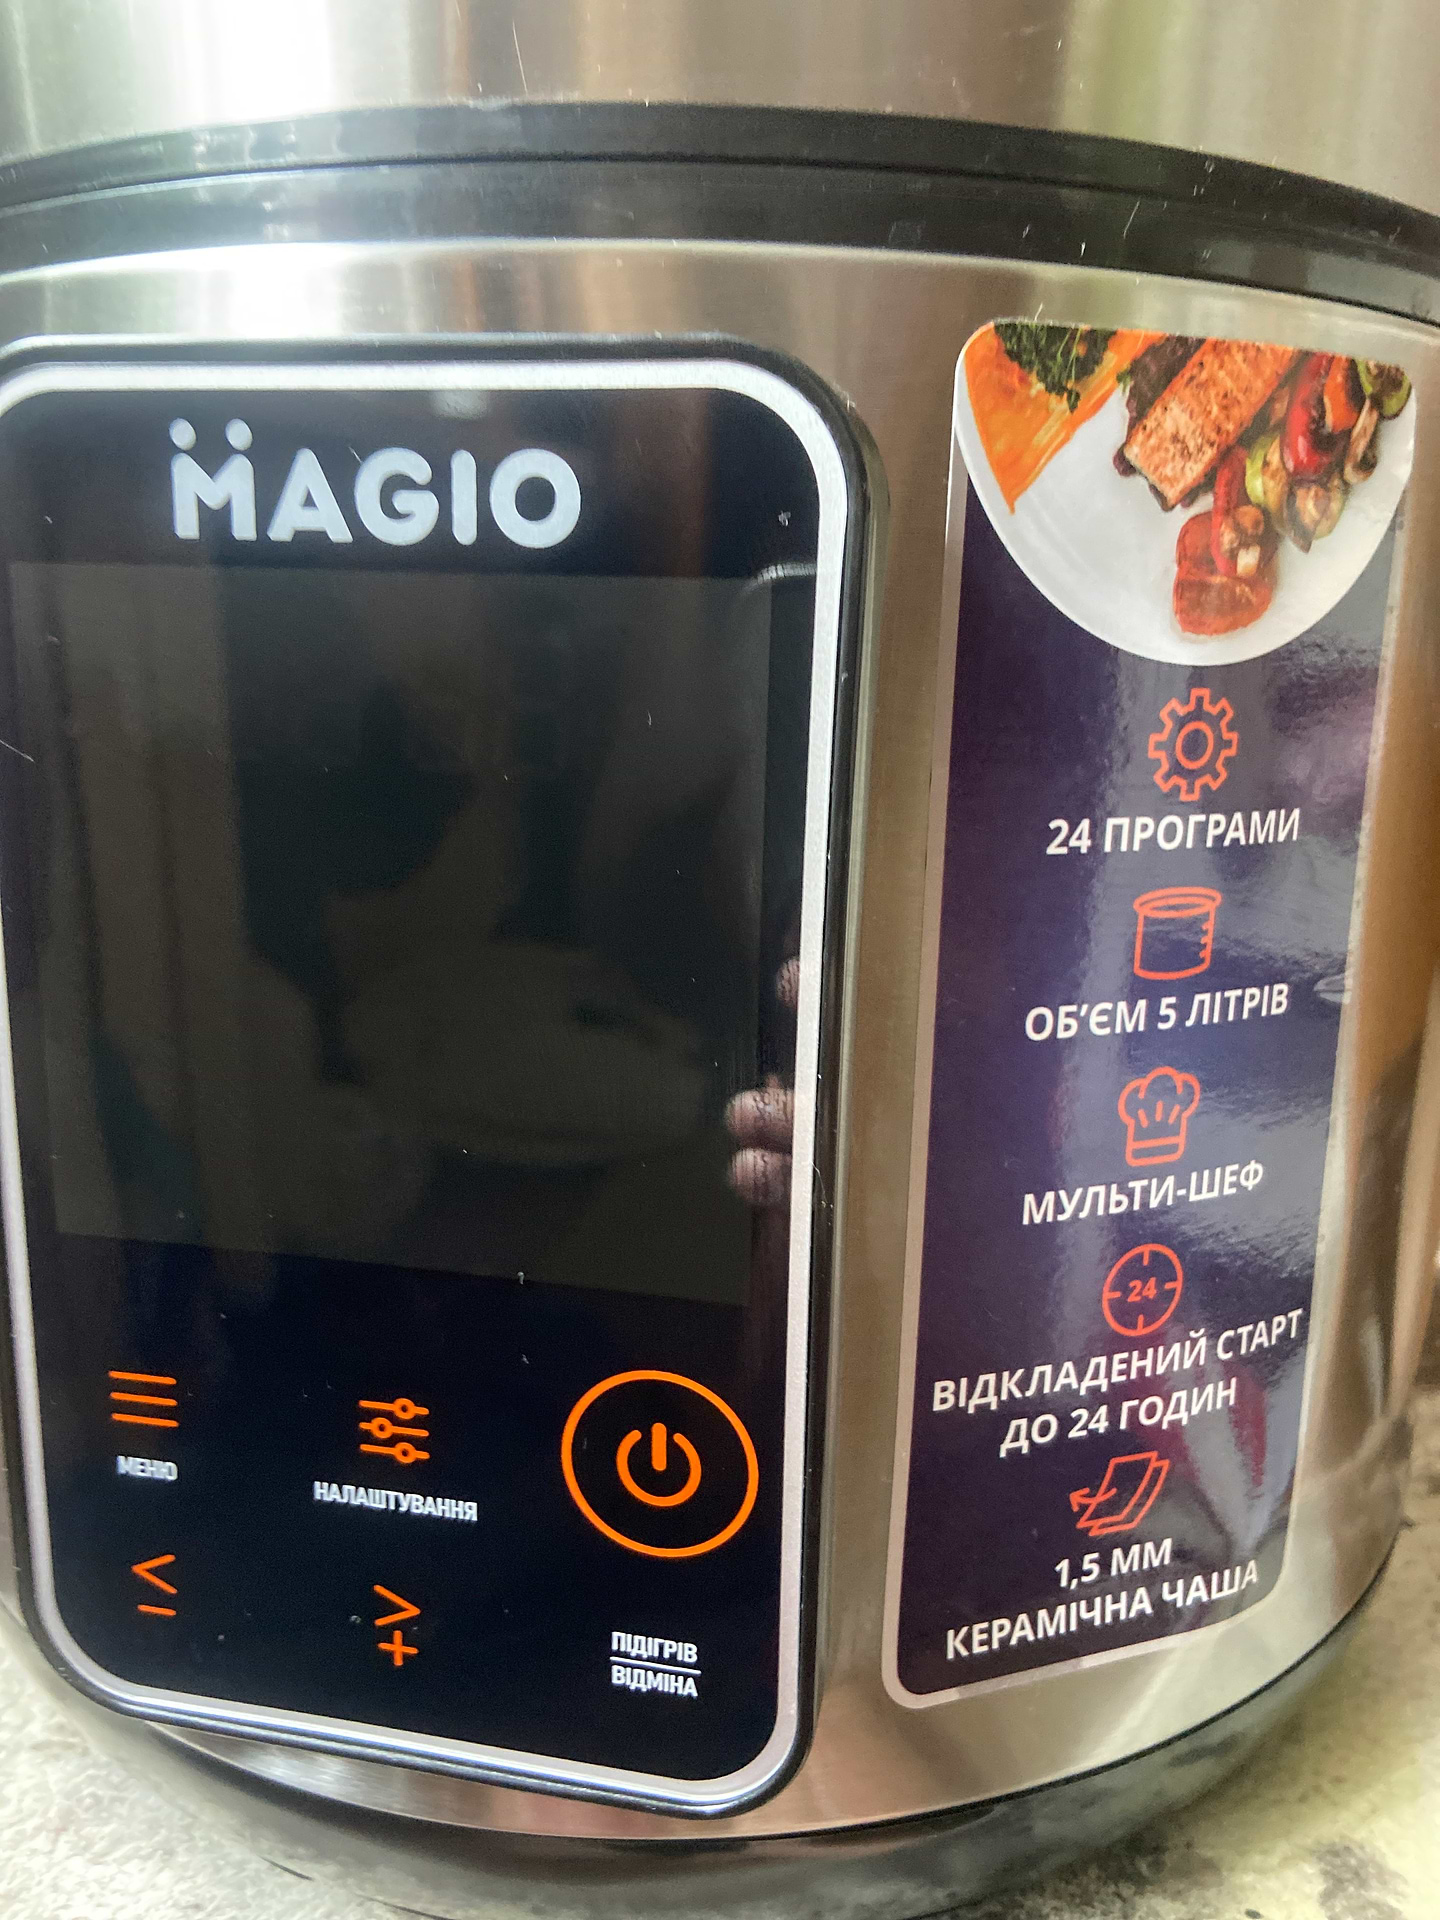 MAGIO
МЕНЮ
НАЛАШТУВАННЯ
< -
> +
ПІДІГРІВ
ВІДМІНА
24 ПРОГРАМИ
ОБ'ЄМ 5 ЛІТРІВ
МУЛЬТИ-ШЕФ
24
ВІДКЛАДЕНИЙ СТАРТ
ДО 24 ГОДИН
1,5 ММ
КЕРАМІЧНА ЧАША